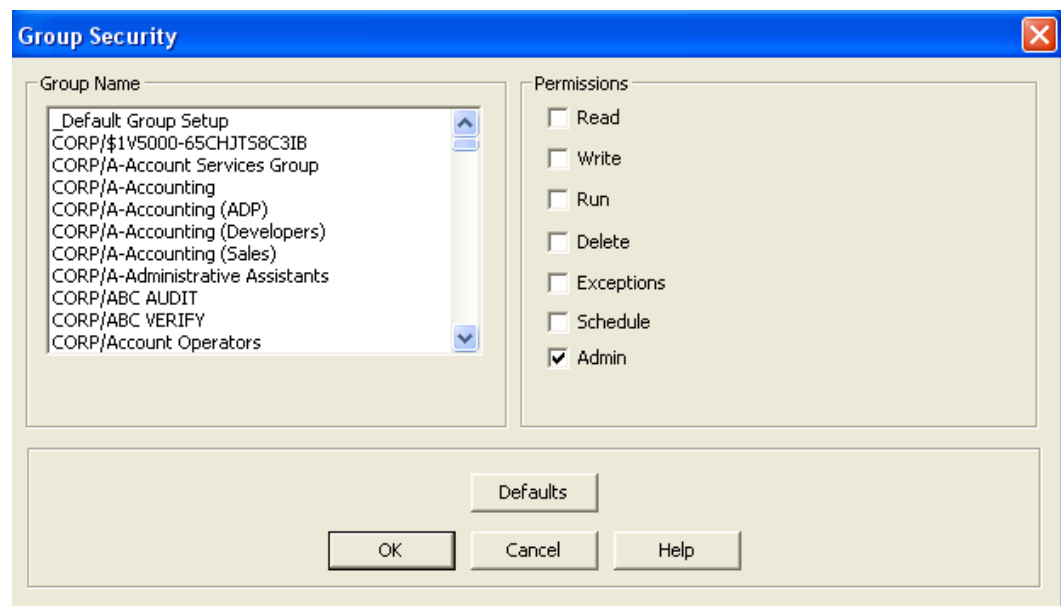 Group Security
Group Name
_Default Group Setup
CORP/$1V5000-65CHJTS8C3IB
CORP/A-Account Services Group
CORP/A-Accounting
CORP/A-Accounting (ADP)
CORP/A-Accounting (Developers)
CORP/A-Accounting (Sales)
CORP/A-Administrative Assistants
CORP/ABC AUDIT
CORP/ABC VERIFY
CORP/Account Operators
Permissions
Read
Write
Run
Delete
Exceptions
Schedule
Admin
Defaults
OK
Cancel
Help